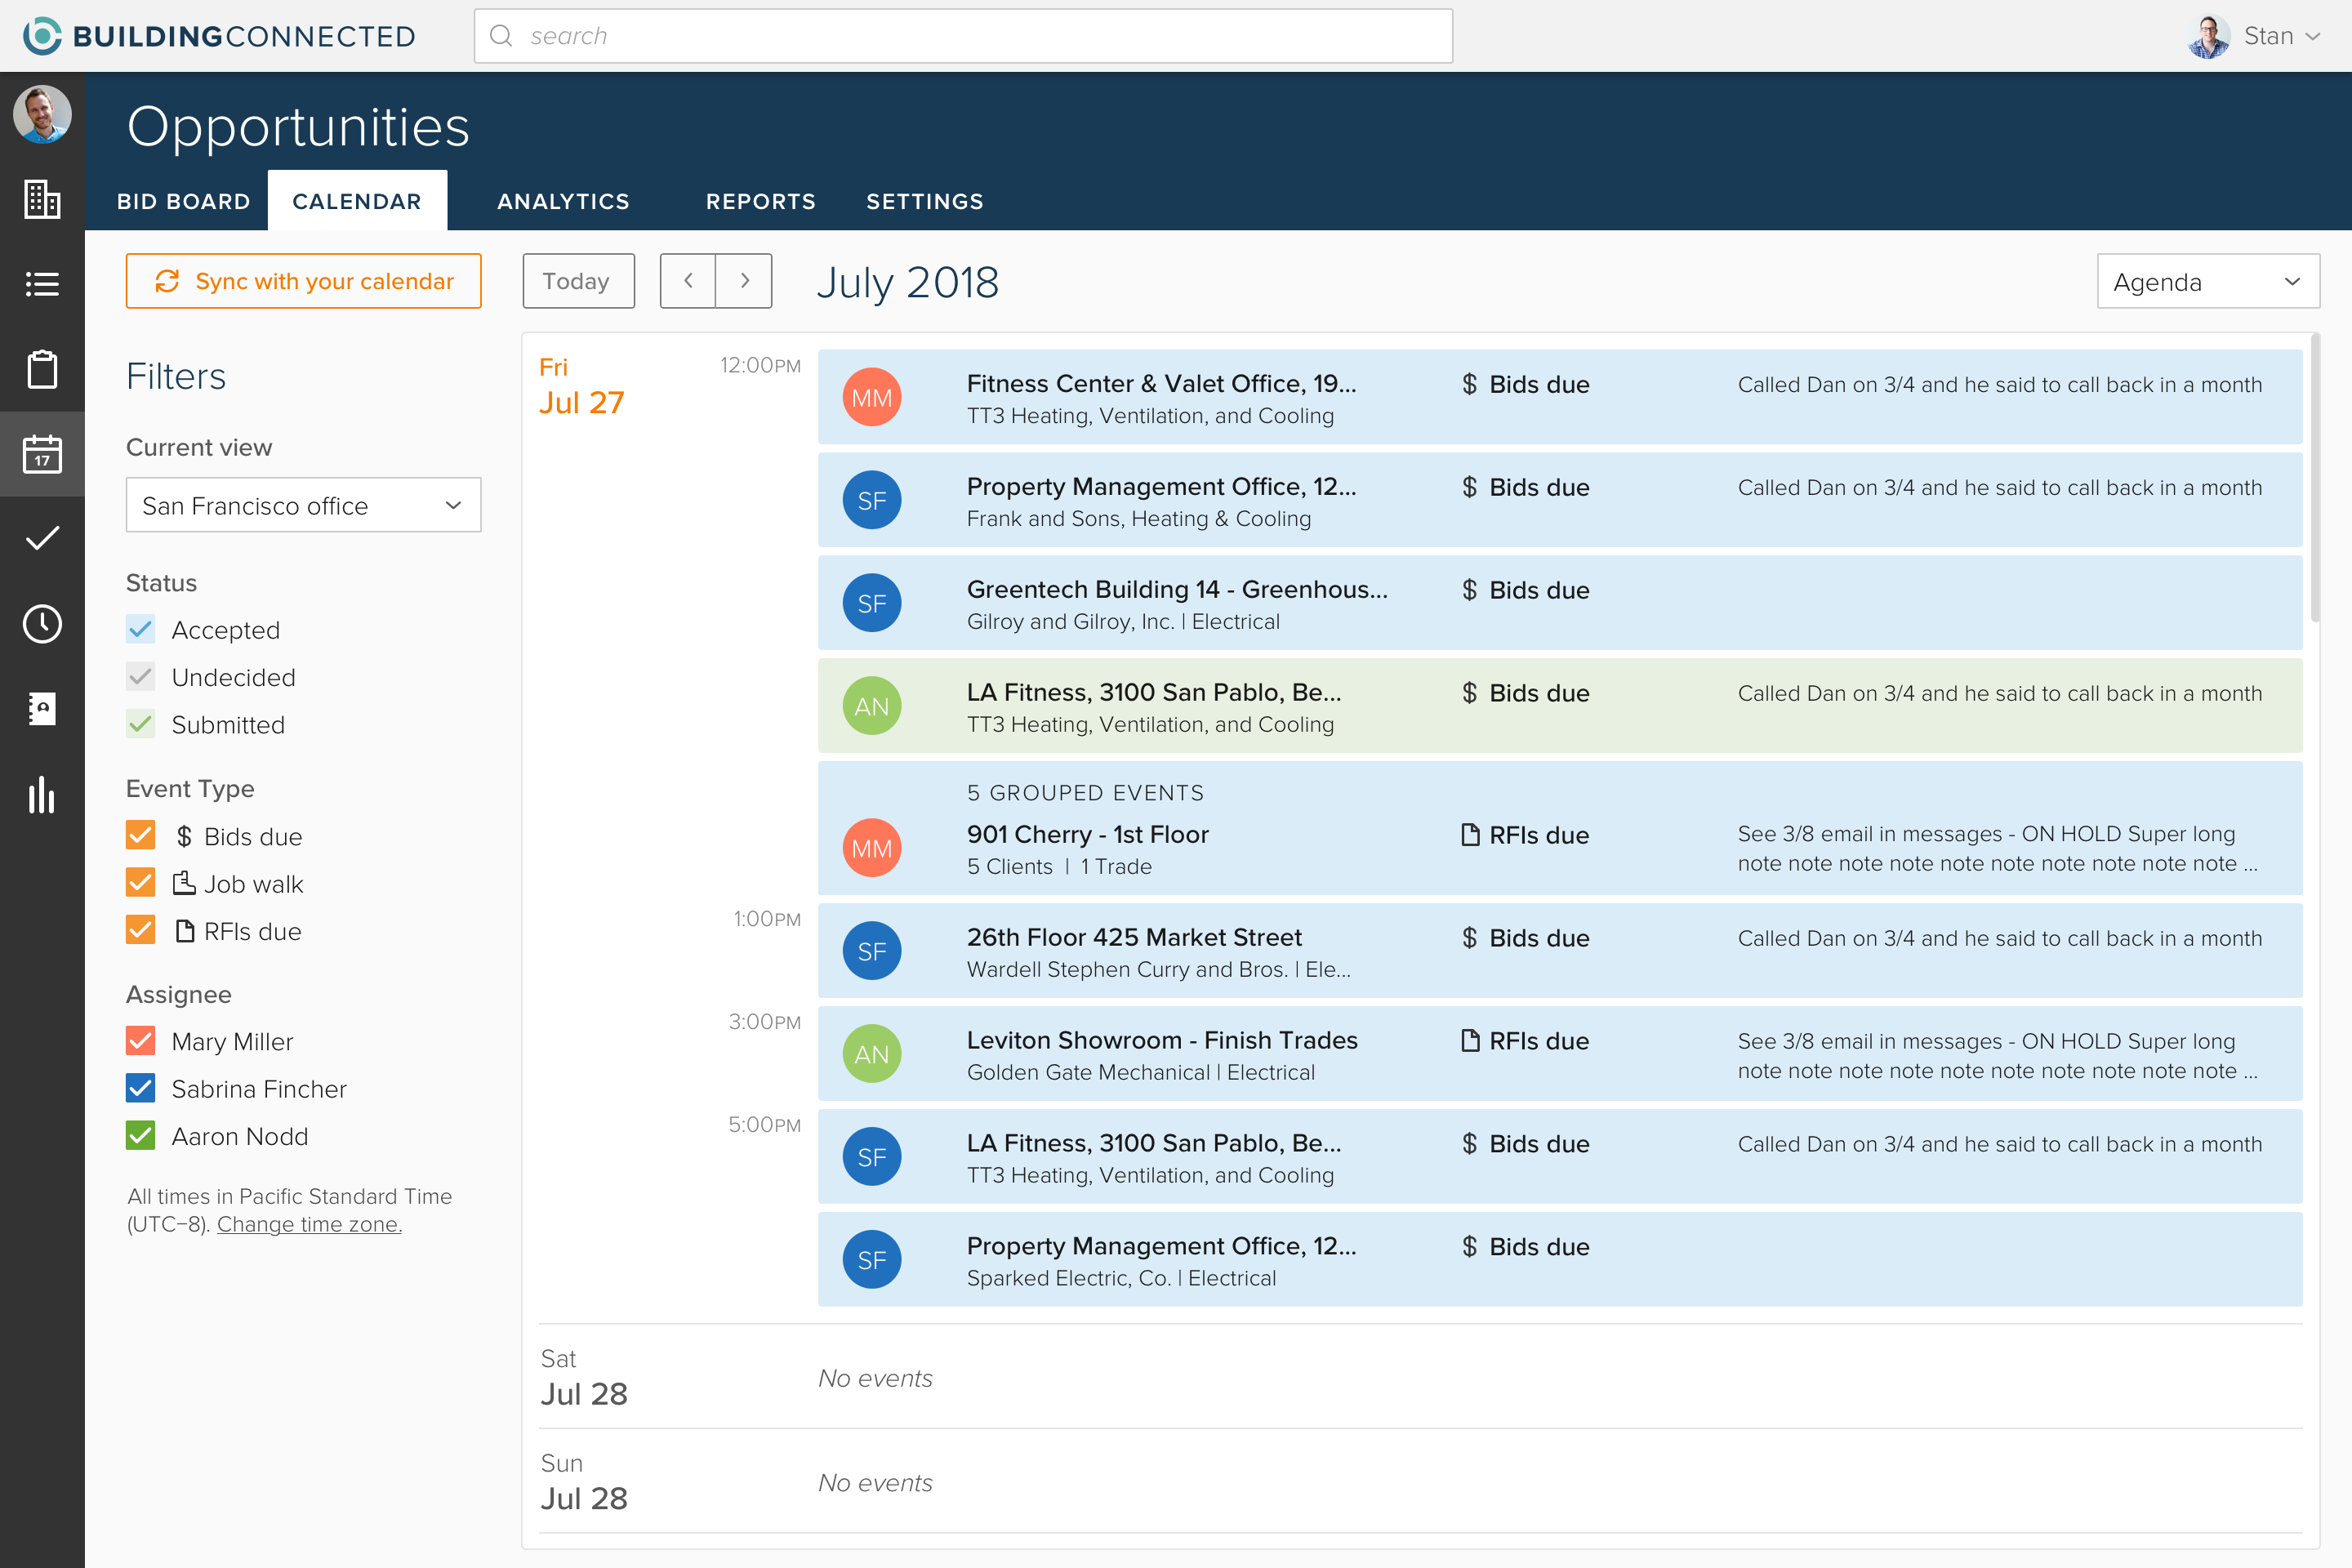 BUILDINGCONNECTED
search
Stan
Opportunities
BID BOARD
CALENDAR
ANALYTICS
REPORTS
SETTINGS
Sync with your calendar
Today
July 2018
Agenda
17
Filters
Current view
San Francisco office
Status
Accepted
Undecided
Submitted
Event Type
$ Bids due
Job walk
RFIs due
Assignee
Mary Miller
Sabrina Fincher
Aaron Nodd
All times in Pacific Standard Time
(UTC–8). Change time zone.
Fri
Jul 27
12:00PM
MM
Fitness Center & Valet Office, 19...
TT3 Heating, Ventilation, and Cooling
$ Bids due
Called Dan on 3/4 and he said to call back in a month
SF
Property Management Office, 12...
Frank and Sons, Heating & Cooling
$ Bids due
Called Dan on 3/4 and he said to call back in a month
SF
Greentech Building 14 - Greenhous...
Gilroy and Gilroy, Inc. | Electrical
$ Bids due
AN
LA Fitness, 3100 San Pablo, Be...
TT3 Heating, Ventilation, and Cooling
$ Bids due
Called Dan on 3/4 and he said to call back in a month
5 GROUPED EVENTS
MM
901 Cherry - 1st Floor
5 Clients | 1 Trade
RFIs due
See 3/8 email in messages - ON HOLD Super long
note note note note note note note note note note ...
1:00PM
SF
26th Floor 425 Market Street
Wardell Stephen Curry and Bros. | Ele...
$ Bids due
Called Dan on 3/4 and he said to call back in a month
3:00PM
AN
Leviton Showroom - Finish Trades
Golden Gate Mechanical | Electrical
RFIs due
See 3/8 email in messages - ON HOLD Super long
note note note note note note note note note note ...
5:00PM
SF
LA Fitness, 3100 San Pablo, Be...
TT3 Heating, Ventilation, and Cooling
$ Bids due
Called Dan on 3/4 and he said to call back in a month
SF
Property Management Office, 12...
Sparked Electric, Co. | Electrical
$ Bids due
Sat
Jul 28
No events
Sun
Jul 28
No events